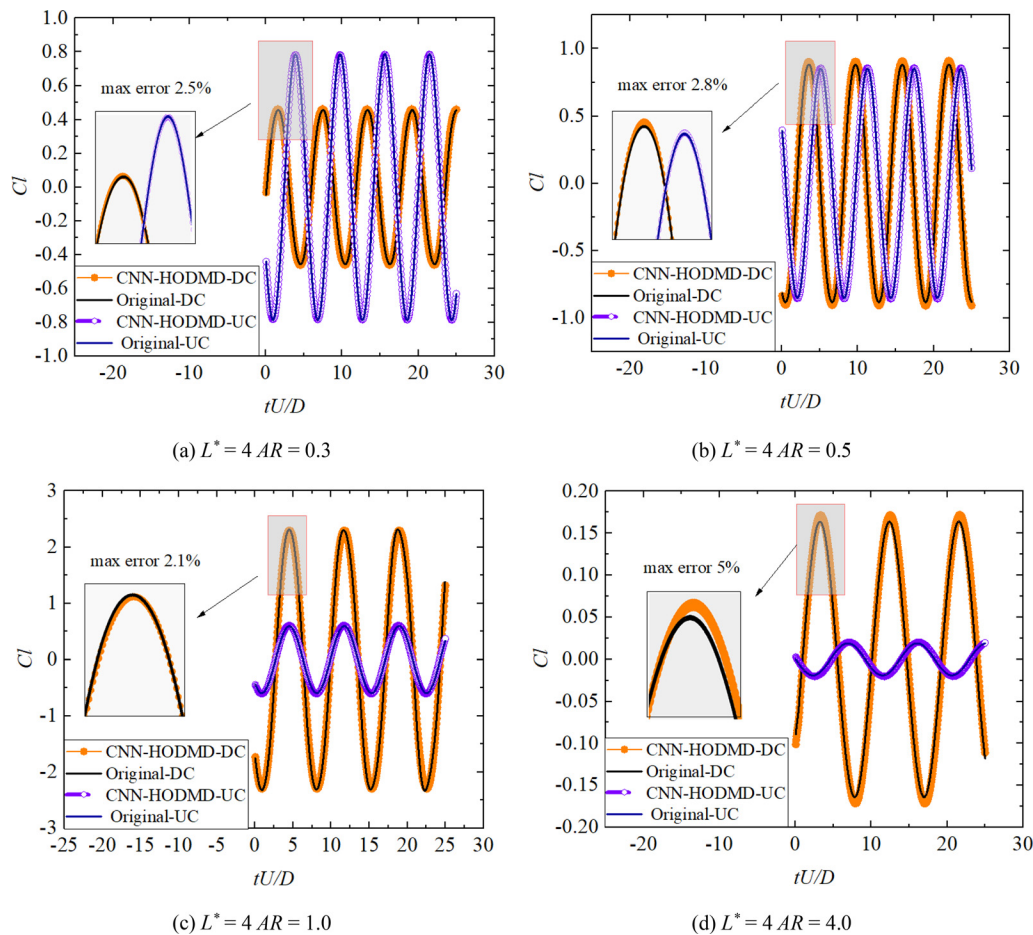 1.0
0.8
0.6
0.4
0.2
0.0
-0.2
-0.4
-0.6
-0.8
-1.0
Cl
max error 2.5%
CNN-HODMD-DC
Original-DC
CNN-HODMD-UC
Original-UC
-20 -10 0 10 20 30
tU/D
(a) L* = 4 AR = 0.3
1.0
0.5
0.0
-0.5
-1.0
Cl
max error 2.8%
CNN-HODMD-DC
Original-DC
CNN-HODMD-UC
Original-UC
-20 -10 0 10 20 30
tU/D
(b) L* = 4 AR = 0.5
3
2
1
0
-1
-2
-3
Cl
max error 2.1%
CNN-HODMD-DC
Original-DC
CNN-HODMD-UC
Original-UC
-25 -20 -15 -10 -5 0 5 10 15 20 25 30
tU/D
(c) L* = 4 AR = 1.0
0.20
0.15
0.10
0.05
0.00
-0.05
-0.10
-0.15
-0.20
Cl
max error 5%
CNN-HODMD-DC
Original-DC
CNN-HODMD-UC
Original-UC
-20 -10 0 10 20 30
tU/D
(d) L* = 4 AR = 4.0